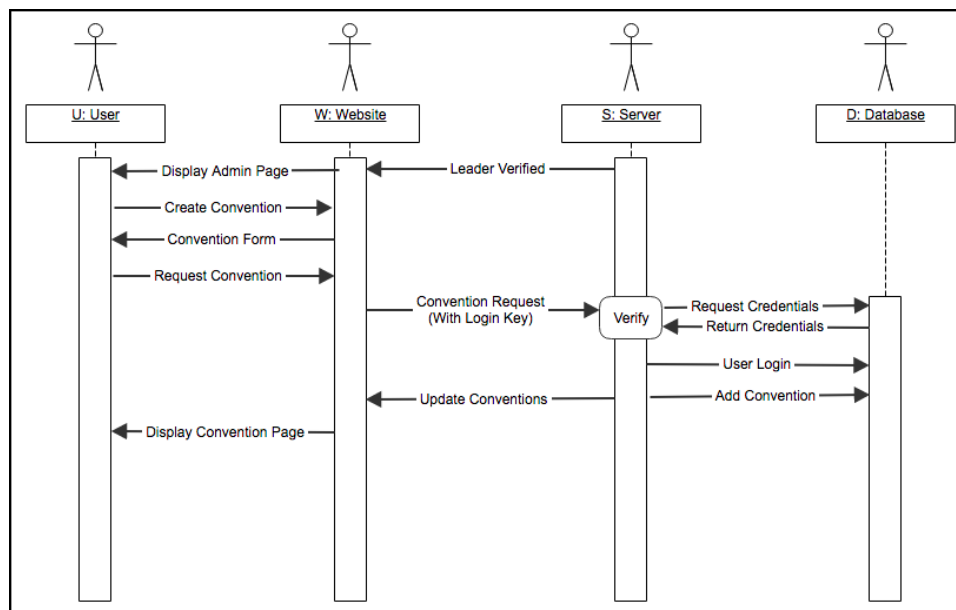 U: User
W: Website
S: Server
D: Database
Display Admin Page
Leader Verified
Create Convention
Convention Form
Request Convention
Convention Request
(With Login Key)
Verify
Request Credentials
Return Credentials
User Login
Update Conventions
Add Convention
Display Convention Page